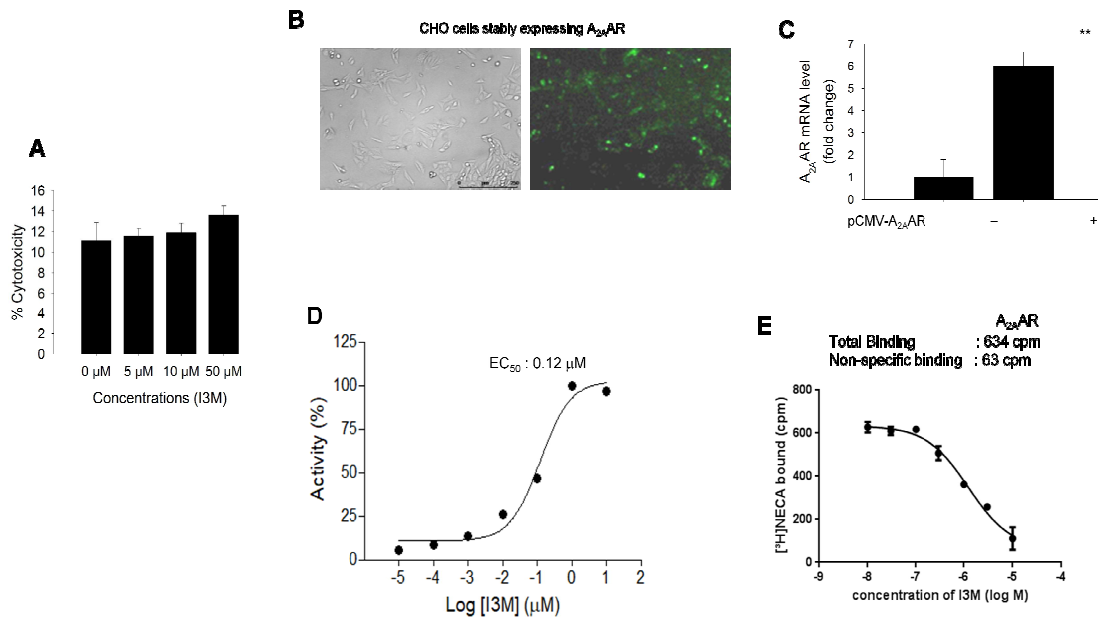 A
% Cytotoxicity
16
14
12
10
8
6
4
2
0
0 µM 5 µM 10 µM 50 µM
Concentrations (I3M)
B
CHO cells stably expressing A2AAR
C
**
A2AAR mRNA level
(fold change)
7
6
5
4
3
2
1
0
pCMV-A2AAR – +
D
EC50 : 0.12 µM
Activity (%)
125
100
75
50
25
0
-5 -4 -3 -2 -1 0 1 2
Log [I3M] (µM)
E
A2AAR
Total Binding : 634 cpm
Non-specific binding : 63 cpm
[³H]NECA bound (cpm)
800
600
400
200
0
-9 -8 -7 -6 -5 -4
concentration of I3M (log M)